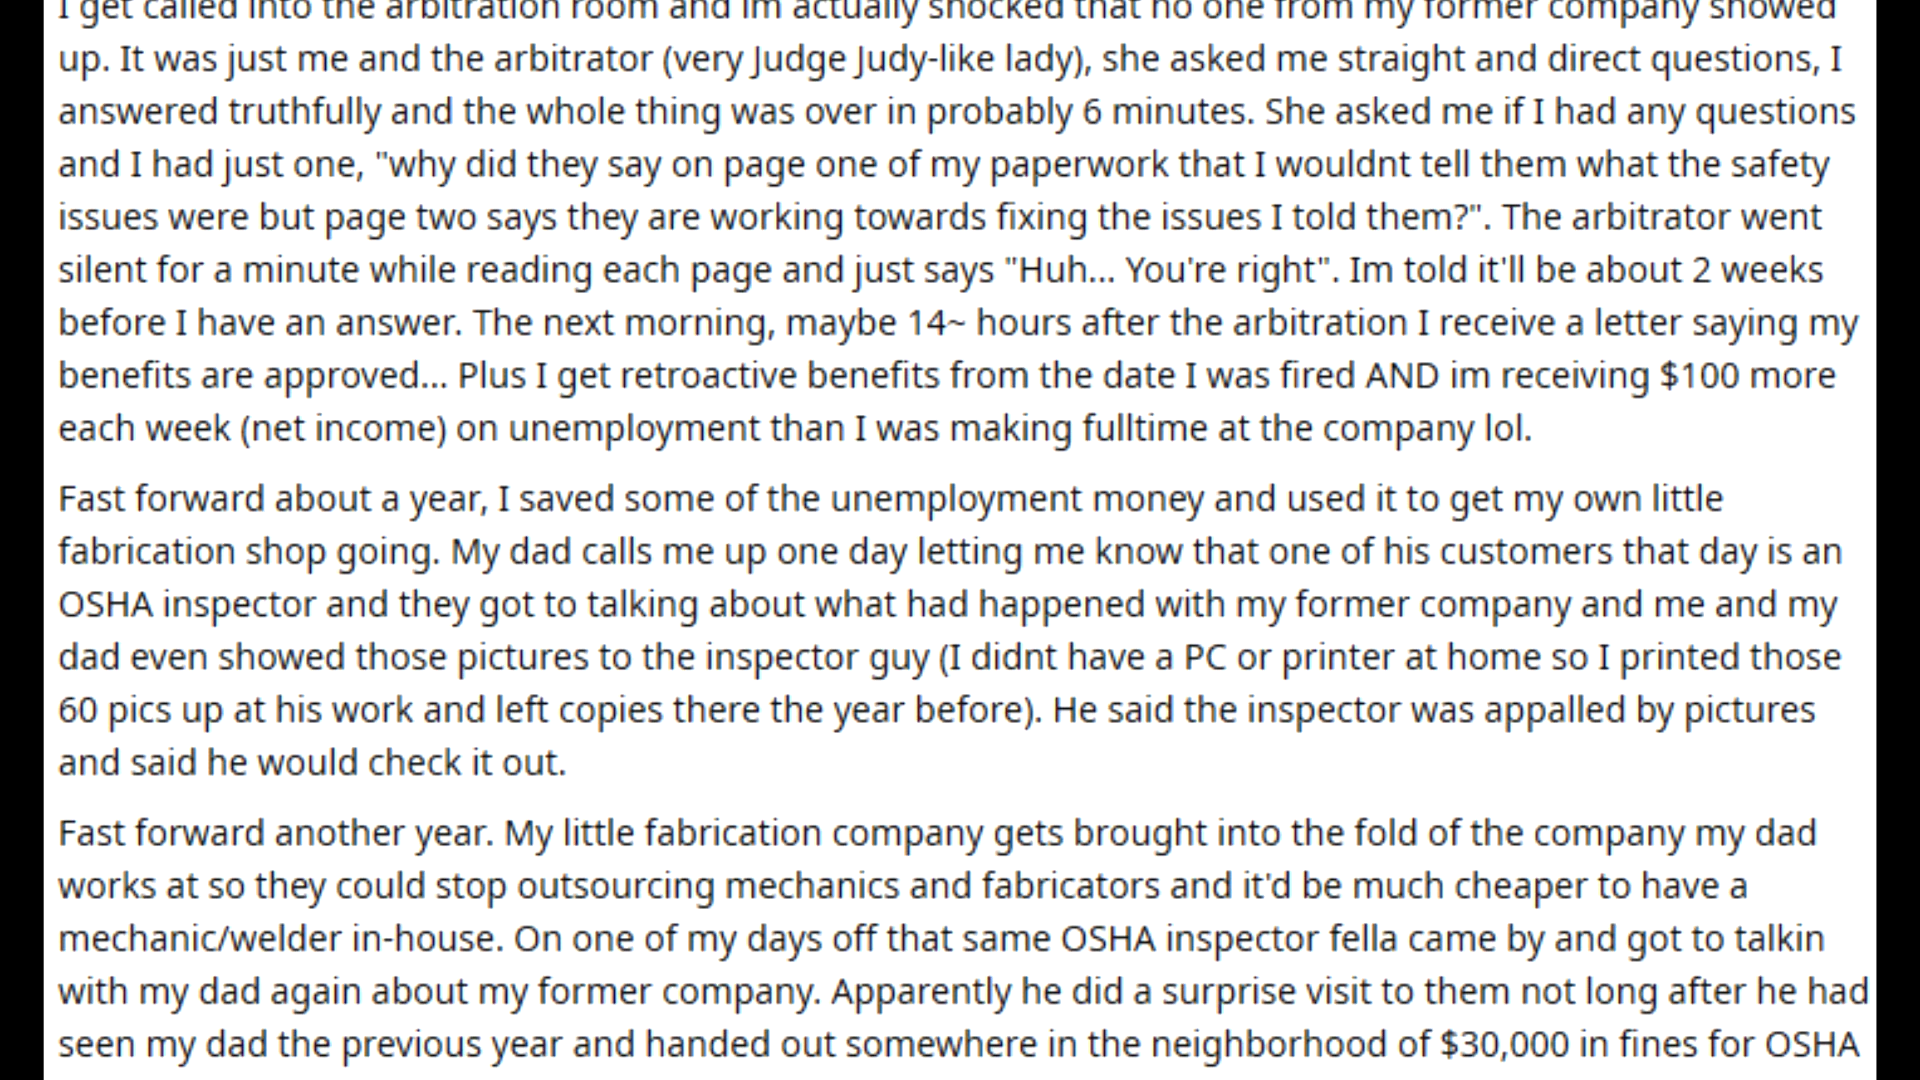 I get called into the arbitration room and im actually shocked that no one from my former company showed
up. It was just me and the arbitrator (very Judge Judy-like lady), she asked me straight and direct questions, I
answered truthfully and the whole thing was over in probably 6 minutes. She asked me if I had any questions
and I had just one, "why did they say on page one of my paperwork that I wouldnt tell them what the safety
issues were but page two says they are working towards fixing the issues I told them?". The arbitrator went
silent for a minute while reading each page and just says "Huh... You're right". Im told it'll be about 2 weeks
before I have an answer. The next morning, maybe 14~ hours after the arbitration I receive a letter saying my
benefits are approved... Plus I get retroactive benefits from the date I was fired AND im receiving $100 more
each week (net income) on unemployment than I was making fulltime at the company lol.
Fast forward about a year, I saved some of the unemployment money and used it to get my own little
fabrication shop going. My dad calls me up one day letting me know that one of his customers that day is an
OSHA inspector and they got to talking about what had happened with my former company and me and my
dad even showed those pictures to the inspector guy (I didnt have a PC or printer at home so I printed those
60 pics up at his work and left copies there the year before). He said the inspector was appalled by pictures
and said he would check it out.
Fast forward another year. My little fabrication company gets brought into the fold of the company my dad
works at so they could stop outsourcing mechanics and fabricators and it'd be much cheaper to have a
mechanic/welder in-house. On one of my days off that same OSHA inspector fella came by and got to talkin
with my dad again about my former company. Apparently he did a surprise visit to them not long after he had
seen my dad the previous year and handed out somewhere in the neighborhood of $30,000 in fines for OSHA